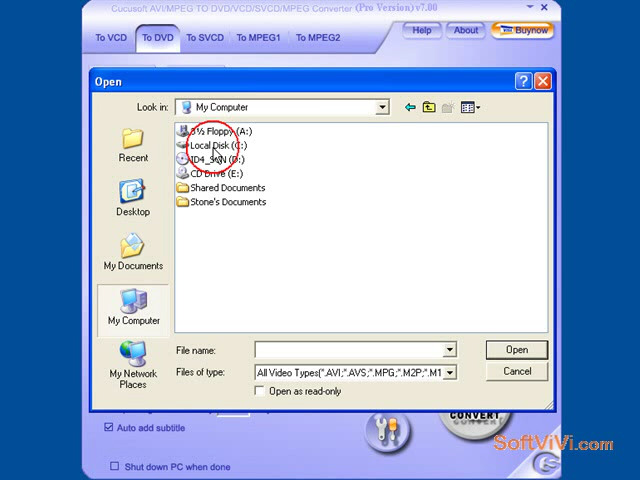 Cucusoft AVI/MPEG TO DVD/VCD/SVCD/MPEG Converter (Pro Version) v7.00
To VCD To DVD To SVCD To MPEG1 To MPEG2
Help About Buynow
Open
Look in: My Computer
3½ Floppy (A:)
Local Disk (C:)
(D:)
CD Drive (E:)
Shared Documents
Stone's Documents
Recent
Desktop
My Documents
My Computer
My Network
Places
File name: Open
Files of type: All Video Types(*.AVI;*.AVS;*.MPG;*.M2P;*.M1 Cancel
Open as read-only
CONVERT
Auto add subtitle
SoftViVi.com
Shut down PC when done